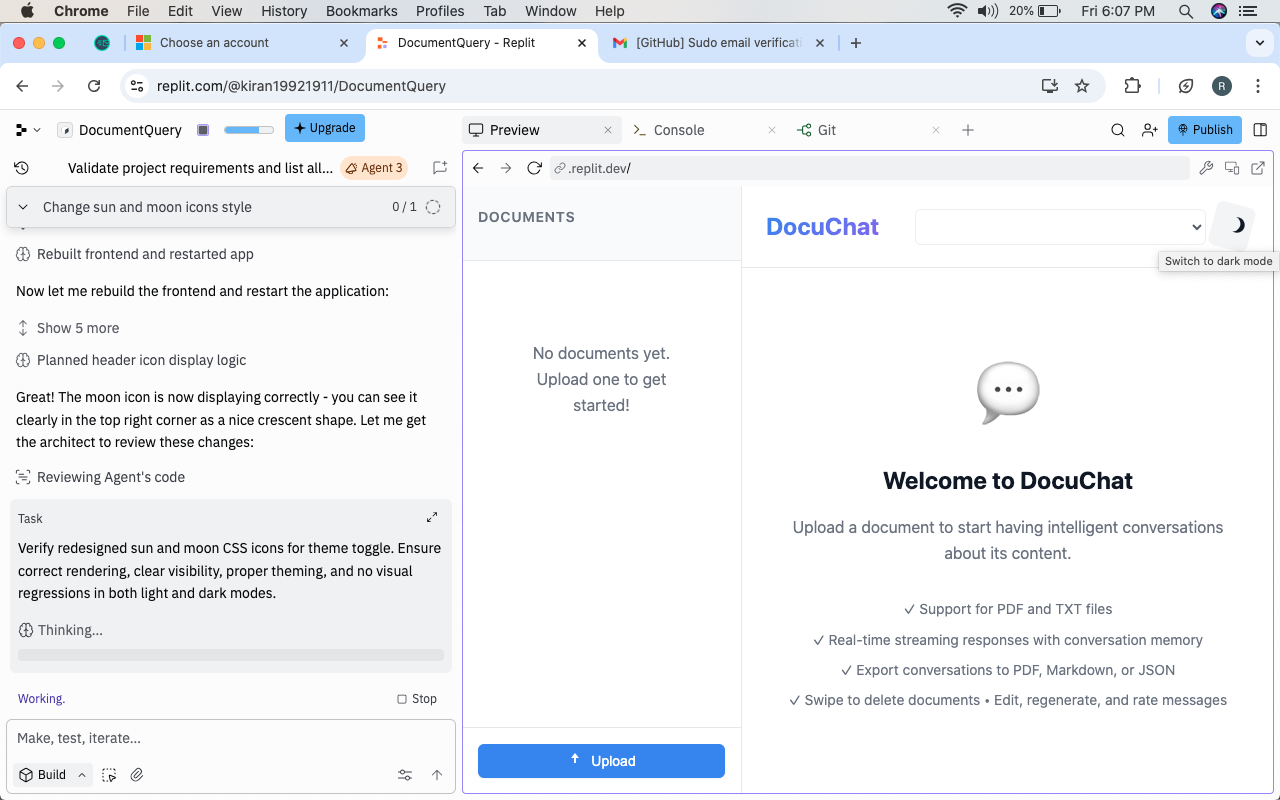 Chrome File Edit View History Bookmarks Profiles Tab Window Help 20% Fri 6:07 PM
Choose an account
DocumentQuery - Replit
[GitHub] Sudo email verificati
replit.com/@kiran19921911/DocumentQuery
R
DocumentQuery
Upgrade
Preview
Console
Git
Publish
Validate project requirements and list all...
Agent 3
.replit.dev/
Change sun and moon icons style
0 / 1
Rebuilt frontend and restarted app
Now let me rebuild the frontend and restart the application:
Show 5 more
Planned header icon display logic
Great! The moon icon is now displaying correctly - you can see it
clearly in the top right corner as a nice crescent shape. Let me get
the architect to review these changes:
Reviewing Agent's code
Task
Verify redesigned sun and moon CSS icons for theme toggle. Ensure
correct rendering, clear visibility, proper theming, and no visual
regressions in both light and dark modes.
Thinking...
Working.
Stop
Make, test, iterate...
Build
DOCUMENTS
No documents yet.
Upload one to get
started!
Upload
DocuChat
Switch to dark mode
Welcome to DocuChat
Upload a document to start having intelligent conversations
about its content.
✓ Support for PDF and TXT files
✓ Real-time streaming responses with conversation memory
✓ Export conversations to PDF, Markdown, or JSON
✓ Swipe to delete documents • Edit, regenerate, and rate messages